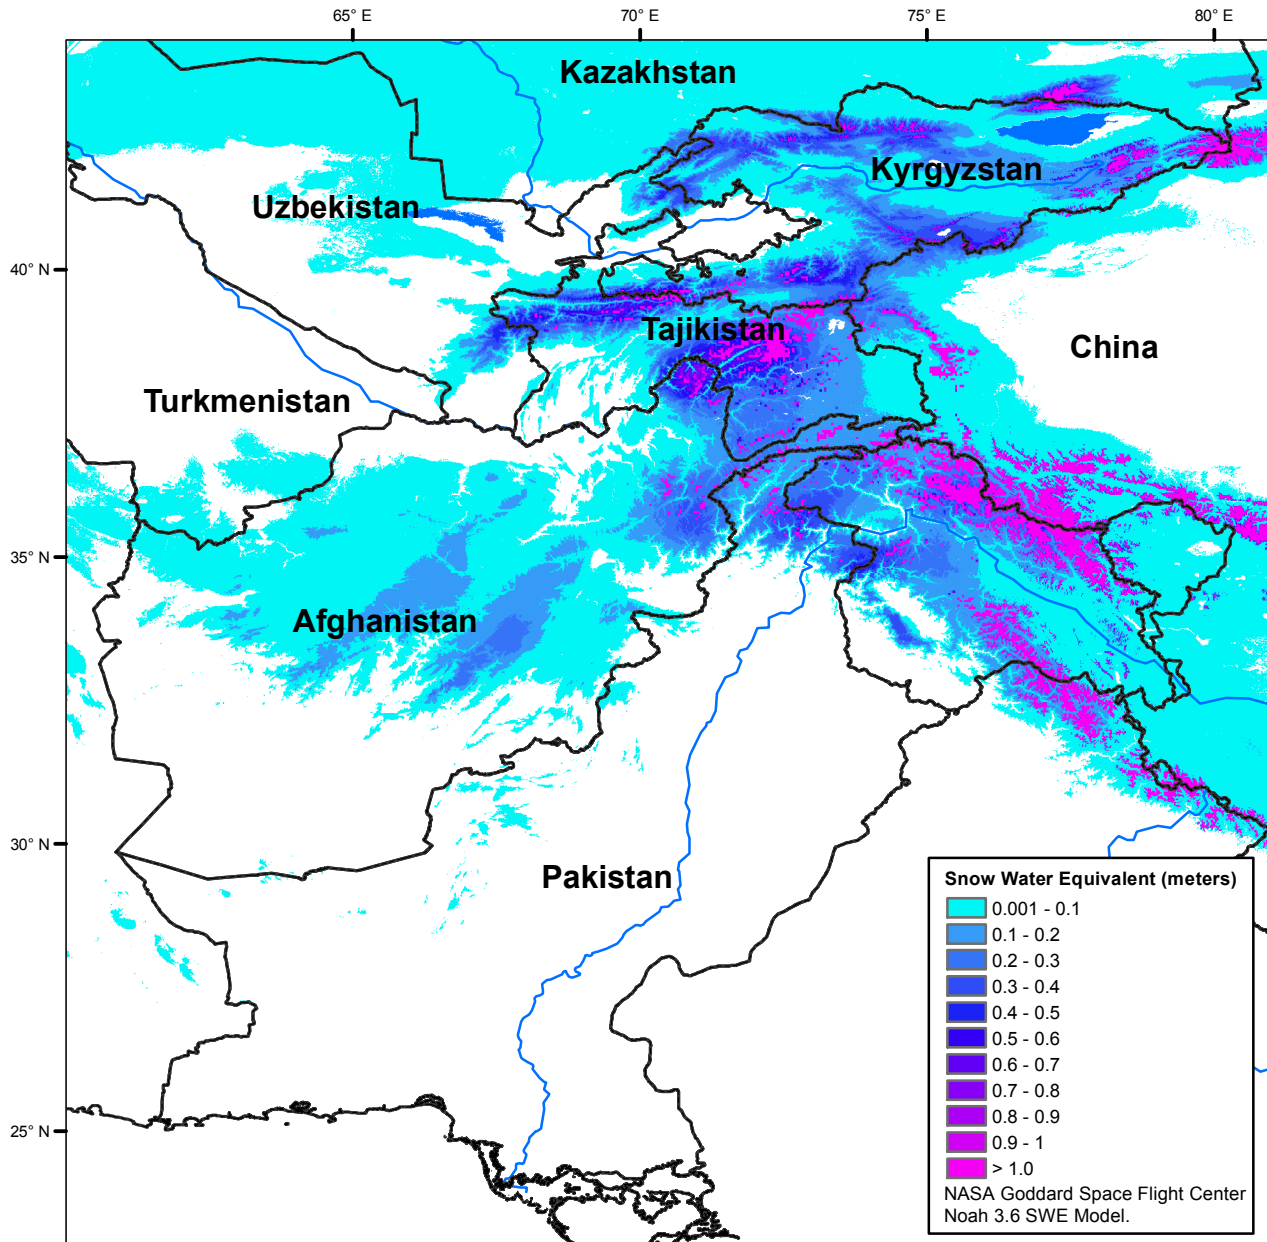 65° E
70° E
75° E
80° E
Kazakhstan
Kyrgyzstan
Uzbekistan
40° N
Tajikistan
China
Turkmenistan
35° N
Afghanistan
30° N
Pakistan
25° N
Snow Water Equivalent (meters)
0.001 - 0.1
0.1 - 0.2
0.2 - 0.3
0.3 - 0.4
0.4 - 0.5
0.5 - 0.6
0.6 - 0.7
0.7 - 0.8
0.8 - 0.9
0.9 - 1
> 1.0
NASA Goddard Space Flight Center
Noah 3.6 SWE Model.